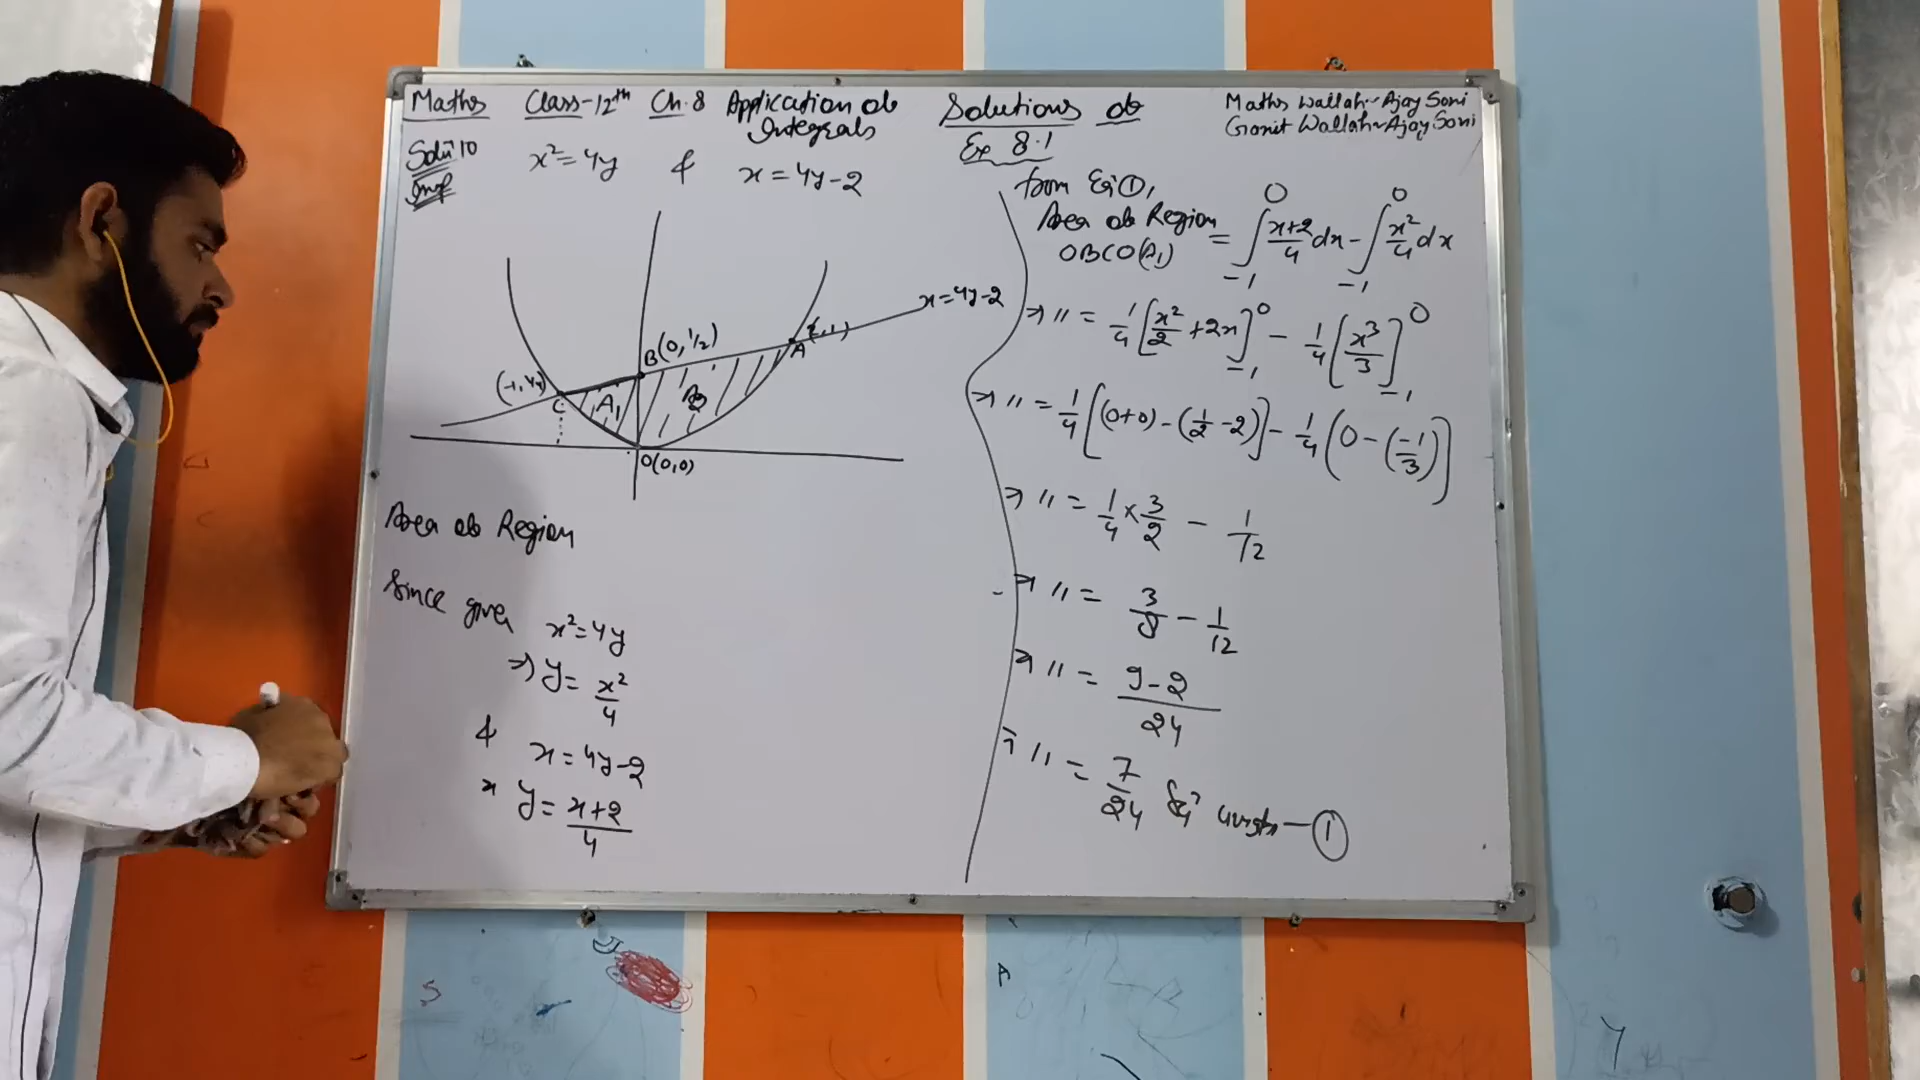 Maths Class-12th Ch.8 Application of Integrals
Solutions of Ex 8.1
Maths Wallah~Ajay Soni
Ganit Wallah~Ajay Soni
Soln 10
Imp
x² = 4y & x = 4y-2
x=4y-2
B(0,1/2)
A
C
A₁
A₂
O(0,0)
Area of Region
Since given x²=4y
⇒ y = x²/4
& x = 4y-2
y = x+2/4
from Eq①,
Area of Region OBCO(A₁) = ∫₋₁⁰ x+2/4 dx - ∫₋₁⁰ x²/4 dx
⇒ " = 1/4 [x²/2 + 2x]₋₁⁰ - 1/4 [x³/3]₋₁⁰
⇒ " = 1/4 [(0+0) - (1/2 - 2)] - 1/4 (0 - (-1/3))
⇒ " = 1/4 × 3/2 - 1/12
⇒ " = 3/8 - 1/12
⇒ " = 9-2/24
" = 7/24 Sq units — ①
S
A